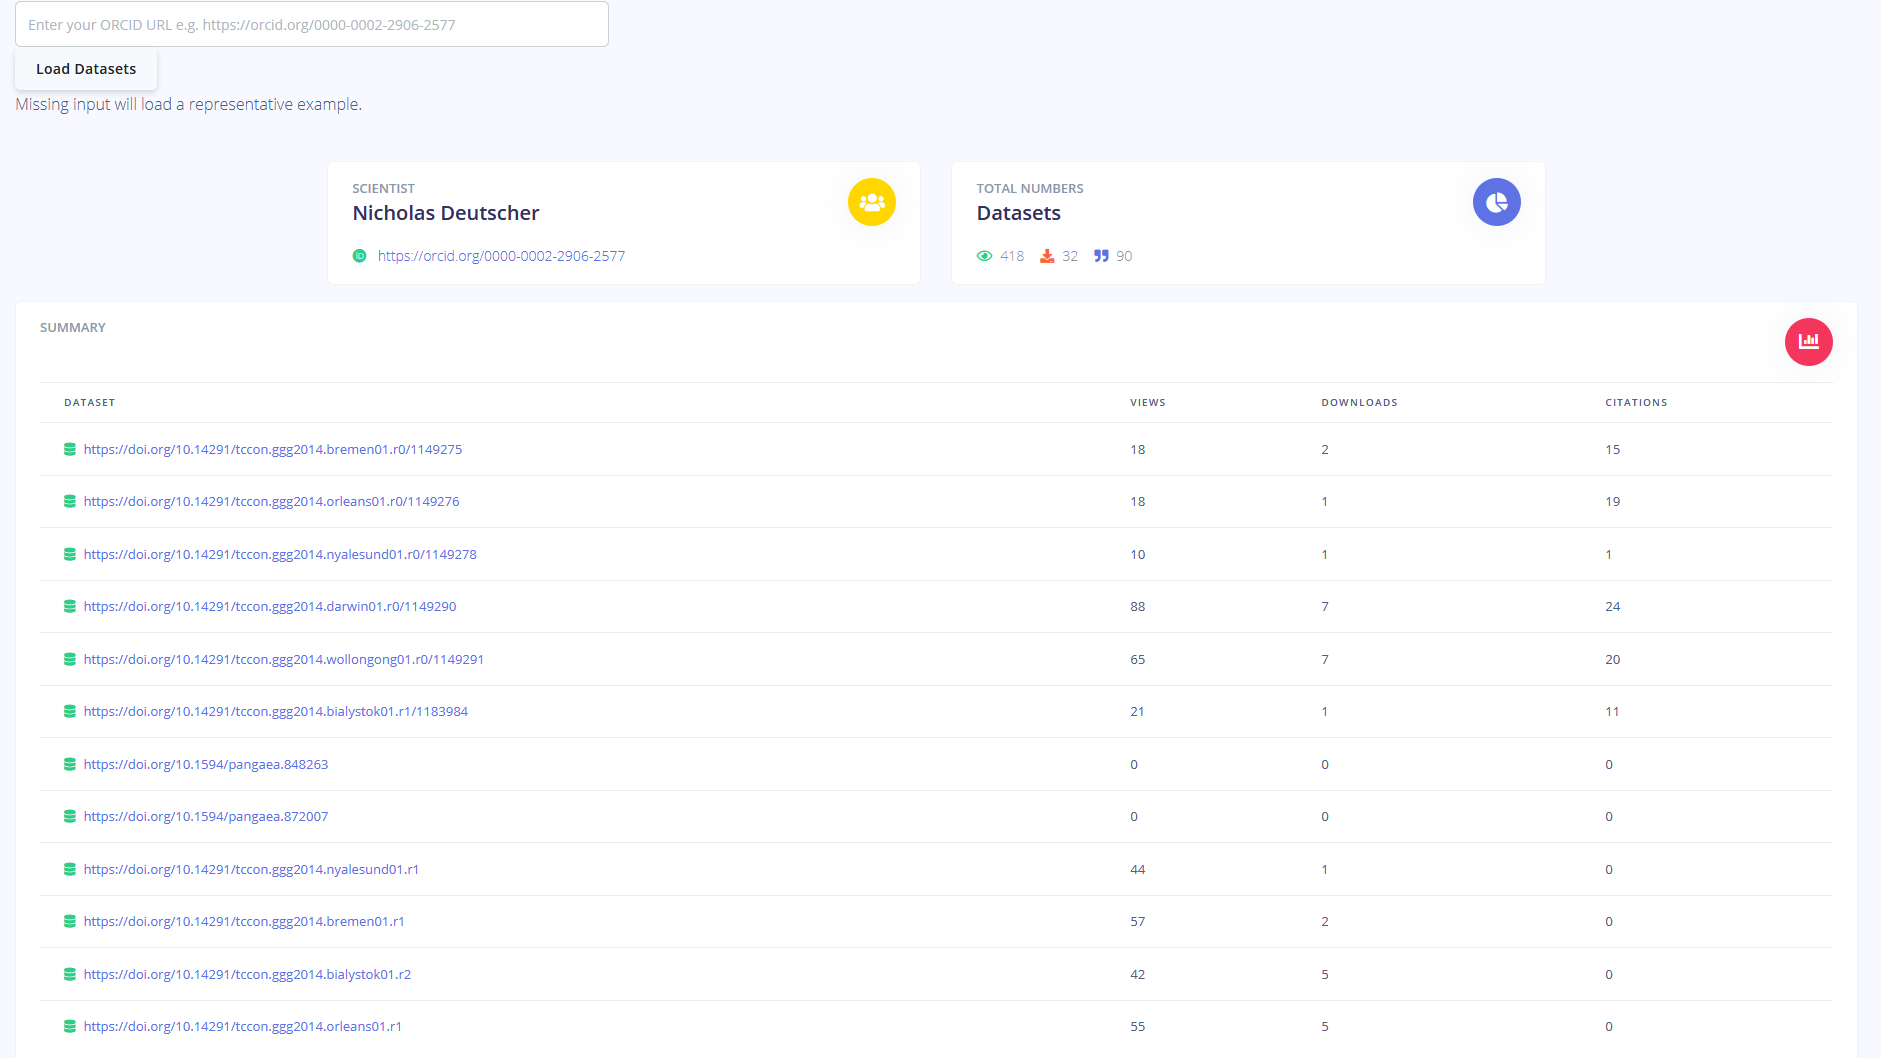 Enter your ORCID URL e.g. https://orcid.org/0000-0002-2906-2577
Load Datasets
Missing input will load a representative example.
SCIENTIST
Nicholas Deutscher
iD https://orcid.org/0000-0002-2906-2577
TOTAL NUMBERS
Datasets
418 32 90
SUMMARY
DATASET VIEWS DOWNLOADS CITATIONS
https://doi.org/10.14291/tccon.ggg2014.bremen01.r0/1149275 18 2 15
https://doi.org/10.14291/tccon.ggg2014.orleans01.r0/1149276 18 1 19
https://doi.org/10.14291/tccon.ggg2014.nyalesund01.r0/1149278 10 1 1
https://doi.org/10.14291/tccon.ggg2014.darwin01.r0/1149290 88 7 24
https://doi.org/10.14291/tccon.ggg2014.wollongong01.r0/1149291 65 7 20
https://doi.org/10.14291/tccon.ggg2014.bialystok01.r1/1183984 21 1 11
https://doi.org/10.1594/pangaea.848263 0 0 0
https://doi.org/10.1594/pangaea.872007 0 0 0
https://doi.org/10.14291/tccon.ggg2014.nyalesund01.r1 44 1 0
https://doi.org/10.14291/tccon.ggg2014.bremen01.r1 57 2 0
https://doi.org/10.14291/tccon.ggg2014.bialystok01.r2 42 5 0
https://doi.org/10.14291/tccon.ggg2014.orleans01.r1 55 5 0